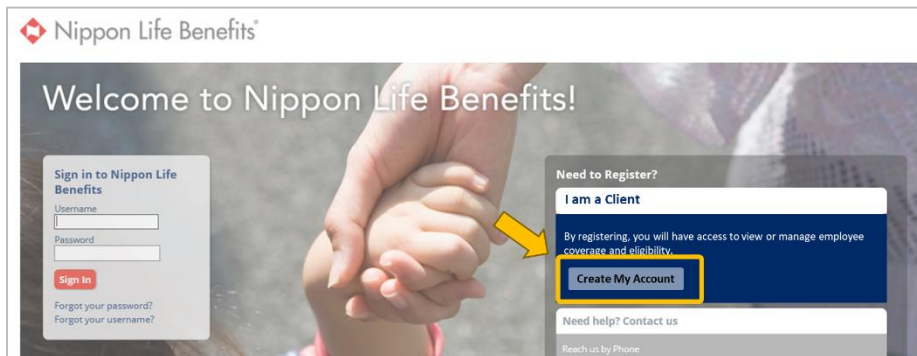 Nippon Life Benefits®
Welcome to Nippon Life Benefits!
Sign in to Nippon Life
Benefits
Username
Password
Sign In
Forgot your password?
Forgot your username?
Need to Register?
I am a Client
By registering, you will have access to view or manage employee
coverage and eligibility.
Create My Account
Need help? Contact us
Reach us by Phone